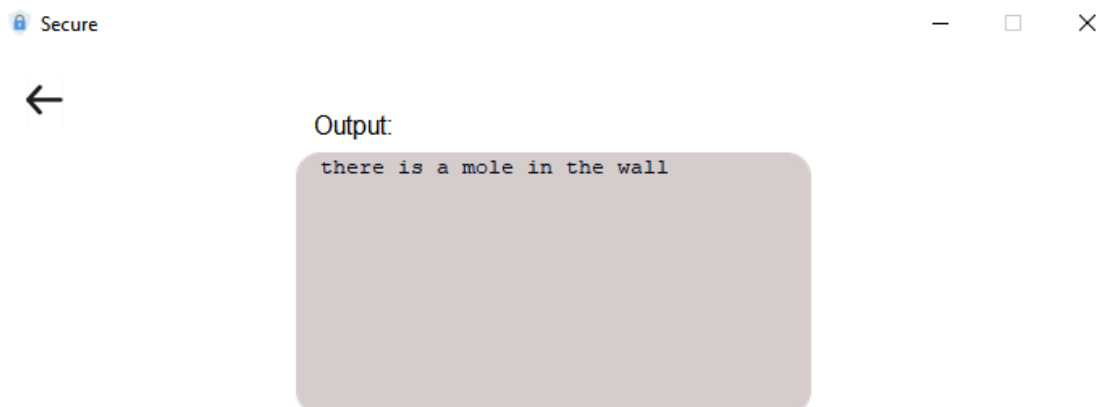 Secure
Output:
there is a mole in the wall